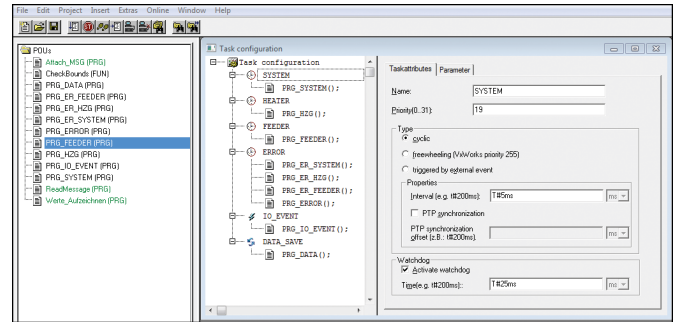 File Edit Project Insert Extras Online Window Help
POUs
Attach_MSG (PRG)
CheckBounds (FUN)
PRG_DATA (PRG)
PRG_ER_FEEDER (PRG)
PRG_ER_HZG (PRG)
PRG_ER_SYSTEM (PRG)
PRG_ERROR (PRG)
PRG_FEEDER (PRG)
PRG_HZG (PRG)
PRG_IO_EVENT (PRG)
PRG_SYSTEM (PRG)
ReadMessage (PRG)
Werte_Aufzeichnen (PRG)
Task configuration
Task configuration
SYSTEM
PRG_SYSTEM();
HEATER
PRG_HZG();
FEEDER
PRG_FEEDER();
ERROR
PRG_ER_SYSTEM();
PRG_ER_HZG();
PRG_ER_FEEDER();
PRG_ERROR();
IO_EVENT
PRG_IO_EVENT();
DATA_SAVE
PRG_DATA();
Taskattributes Parameter
Name: SYSTEM
Priority(0..31): 19
Type
cyclic
freewheeling (VxWorks priority 255)
triggered by external event
Properties
Interval (e.g. t#200ms): T#5ms ms
PTP synchronization
PTP synchronization
offset (z.B.: t#200ms). ms
Watchdog
Activate watchdog
Time(e.g. t#200ms):: T#25ms ms